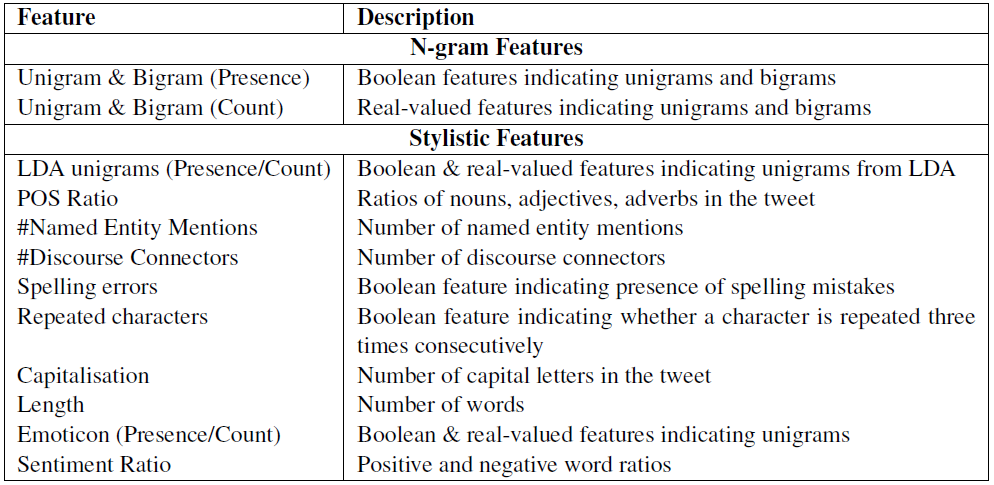 Feature Description
N-gram Features
Unigram & Bigram (Presence) Boolean features indicating unigrams and bigrams
Unigram & Bigram (Count) Real-valued features indicating unigrams and bigrams
Stylistic Features
LDA unigrams (Presence/Count) Boolean & real-valued features indicating unigrams from LDA
POS Ratio Ratios of nouns, adjectives, adverbs in the tweet
#Named Entity Mentions Number of named entity mentions
#Discourse Connectors Number of discourse connectors
Spelling errors Boolean feature indicating presence of spelling mistakes
Repeated characters Boolean feature indicating whether a character is repeated three
times consecutively
Capitalisation Number of capital letters in the tweet
Length Number of words
Emoticon (Presence/Count) Boolean & real-valued features indicating unigrams
Sentiment Ratio Positive and negative word ratios